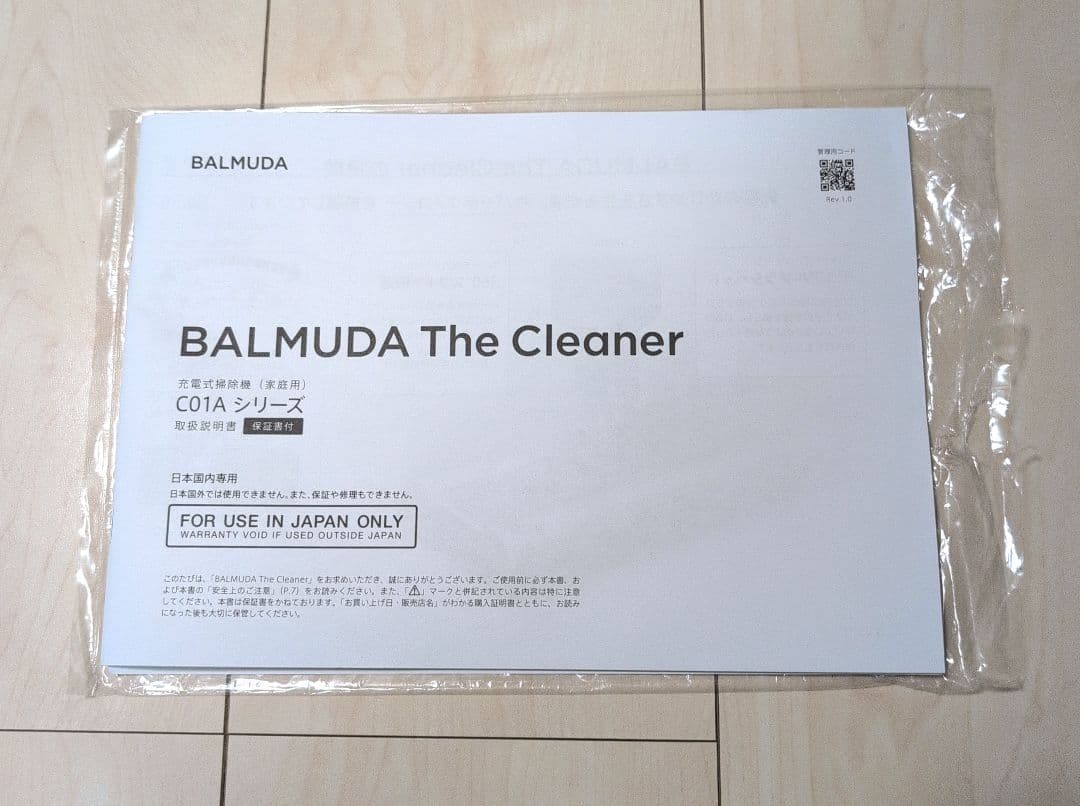 BALMUDA
管理用コード
Rev 1.0
BALMUDA The Cleaner
充電式掃除機（家庭用）
C01A シリーズ
取扱説明書 保証書付
日本国内専用
日本国外では使用できません。また、保証や修理もできません。
FOR USE IN JAPAN ONLY
WARRANTY VOID IF USED OUTSIDE JAPAN
このたびは、「BALMUDA The Cleaner」をお求めいただき、誠にありがとうございます。ご使用前に必ず本書、お
よび本書の「安全上のご注意」（P.7）をお読みください。また、「⚠」マークと併記されている内容は特に注意
してください。本書は保証書をかねております。「お買い上げ日・販売店名」がわかる購入証明書とともに、お読み
になった後も大切に保管してください。